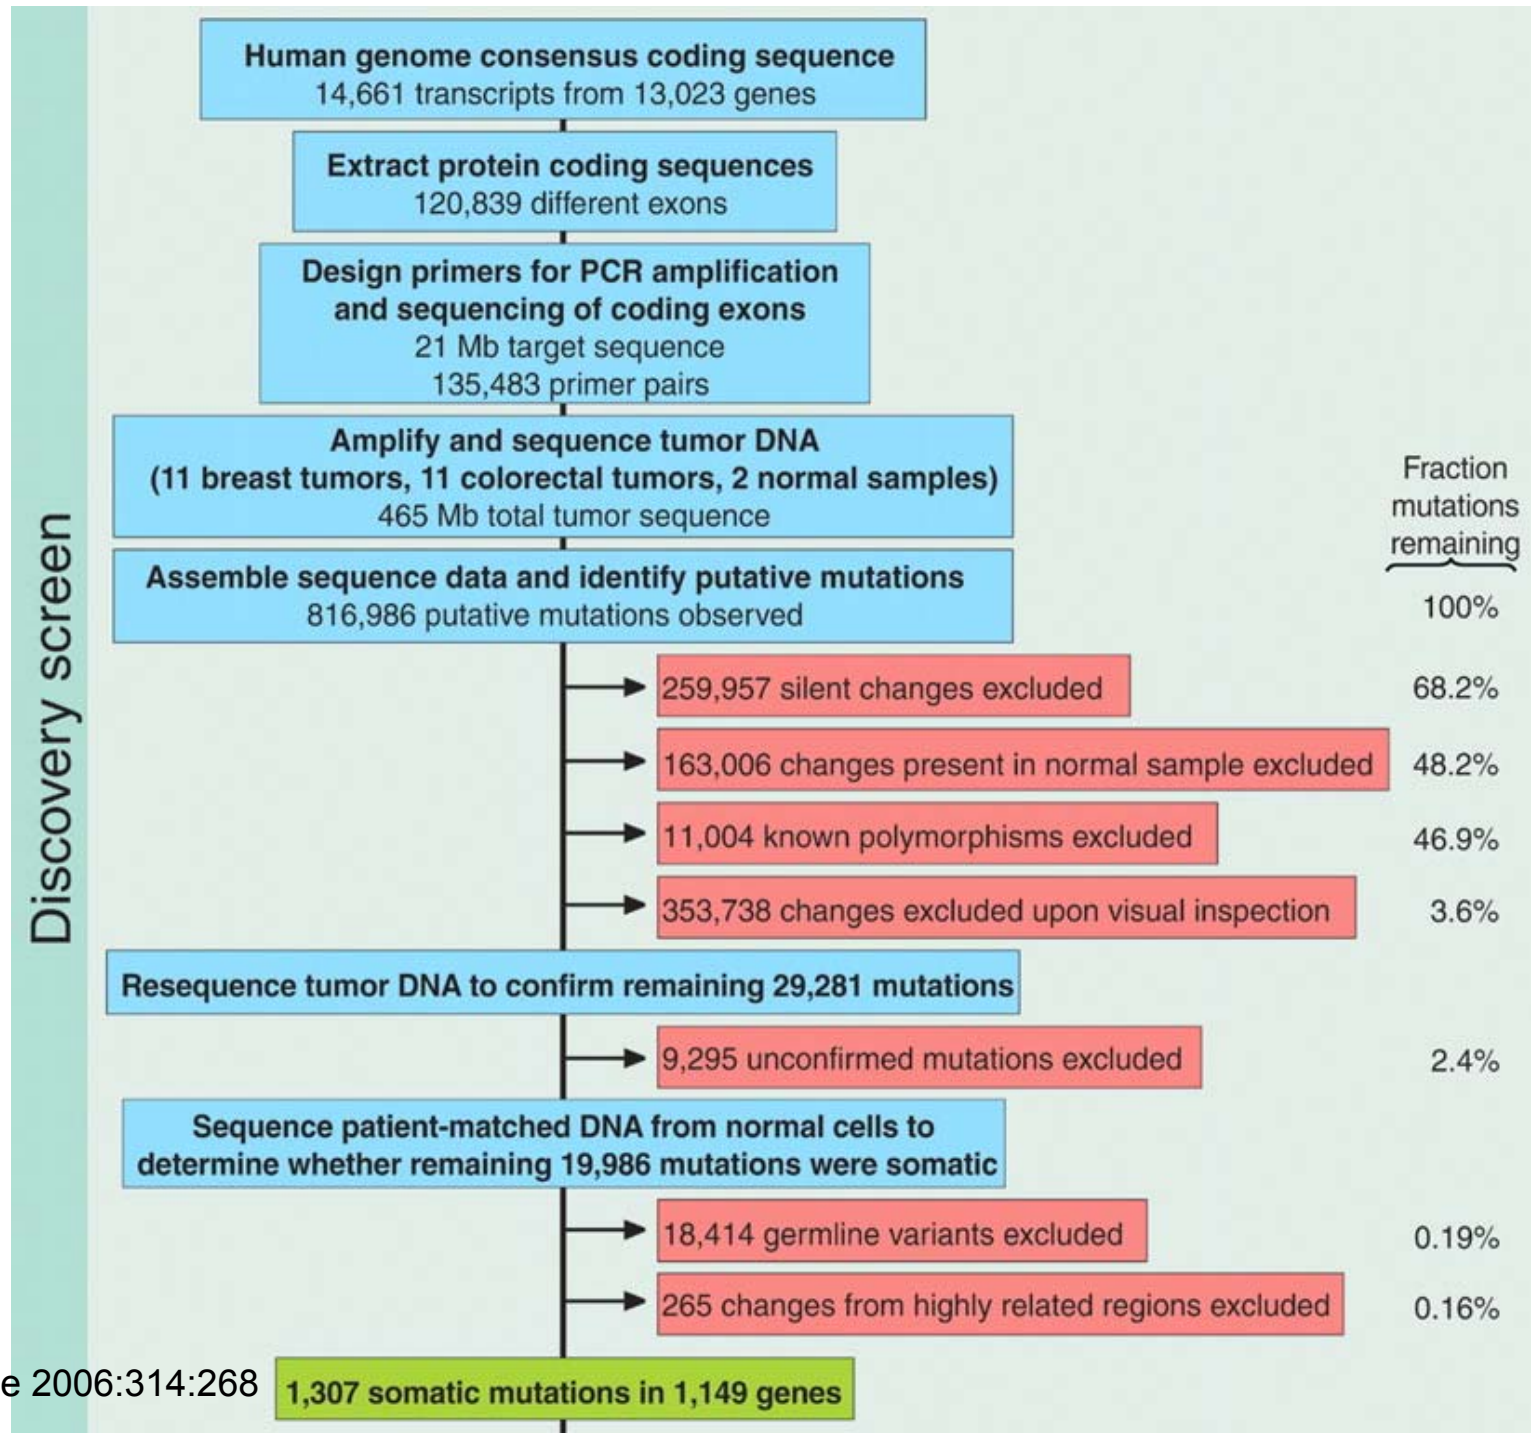 Discovery screen
Human genome consensus coding sequence
14,661 transcripts from 13,023 genes
Extract protein coding sequences
120,839 different exons
Design primers for PCR amplification
and sequencing of coding exons
21 Mb target sequence
135,483 primer pairs
Amplify and sequence tumor DNA
(11 breast tumors, 11 colorectal tumors, 2 normal samples)
465 Mb total tumor sequence
Fraction
mutations
remaining
Assemble sequence data and identify putative mutations
816,986 putative mutations observed
100%
259,957 silent changes excluded
68.2%
163,006 changes present in normal sample excluded
48.2%
11,004 known polymorphisms excluded
46.9%
353,738 changes excluded upon visual inspection
3.6%
Resequence tumor DNA to confirm remaining 29,281 mutations
9,295 unconfirmed mutations excluded
2.4%
Sequence patient-matched DNA from normal cells to
determine whether remaining 19,986 mutations were somatic
18,414 germline variants excluded
0.19%
265 changes from highly related regions excluded
0.16%
e 2006:314:268
1,307 somatic mutations in 1,149 genes